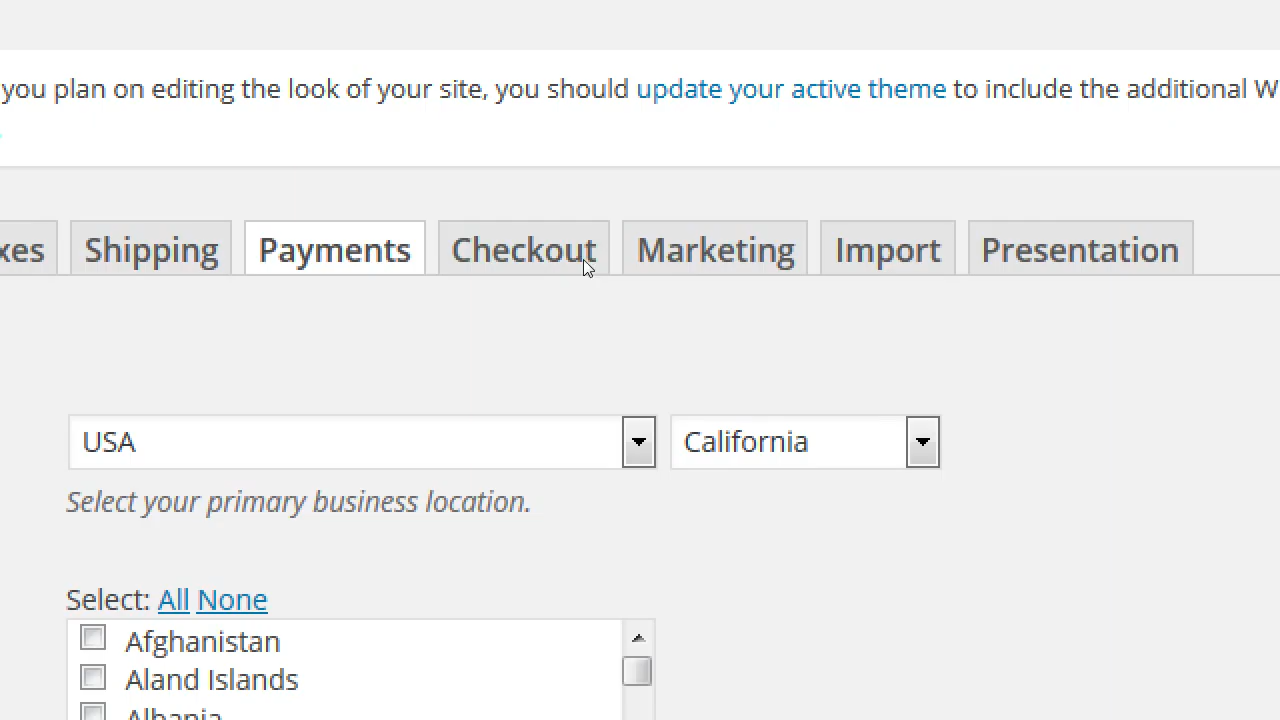 you plan on editing the look of your site, you should update your active theme to include the additional W
xes Shipping Payments Checkout Marketing Import Presentation
USA California
Select your primary business location.
Select: All None
Afghanistan
Aland Islands
Albania